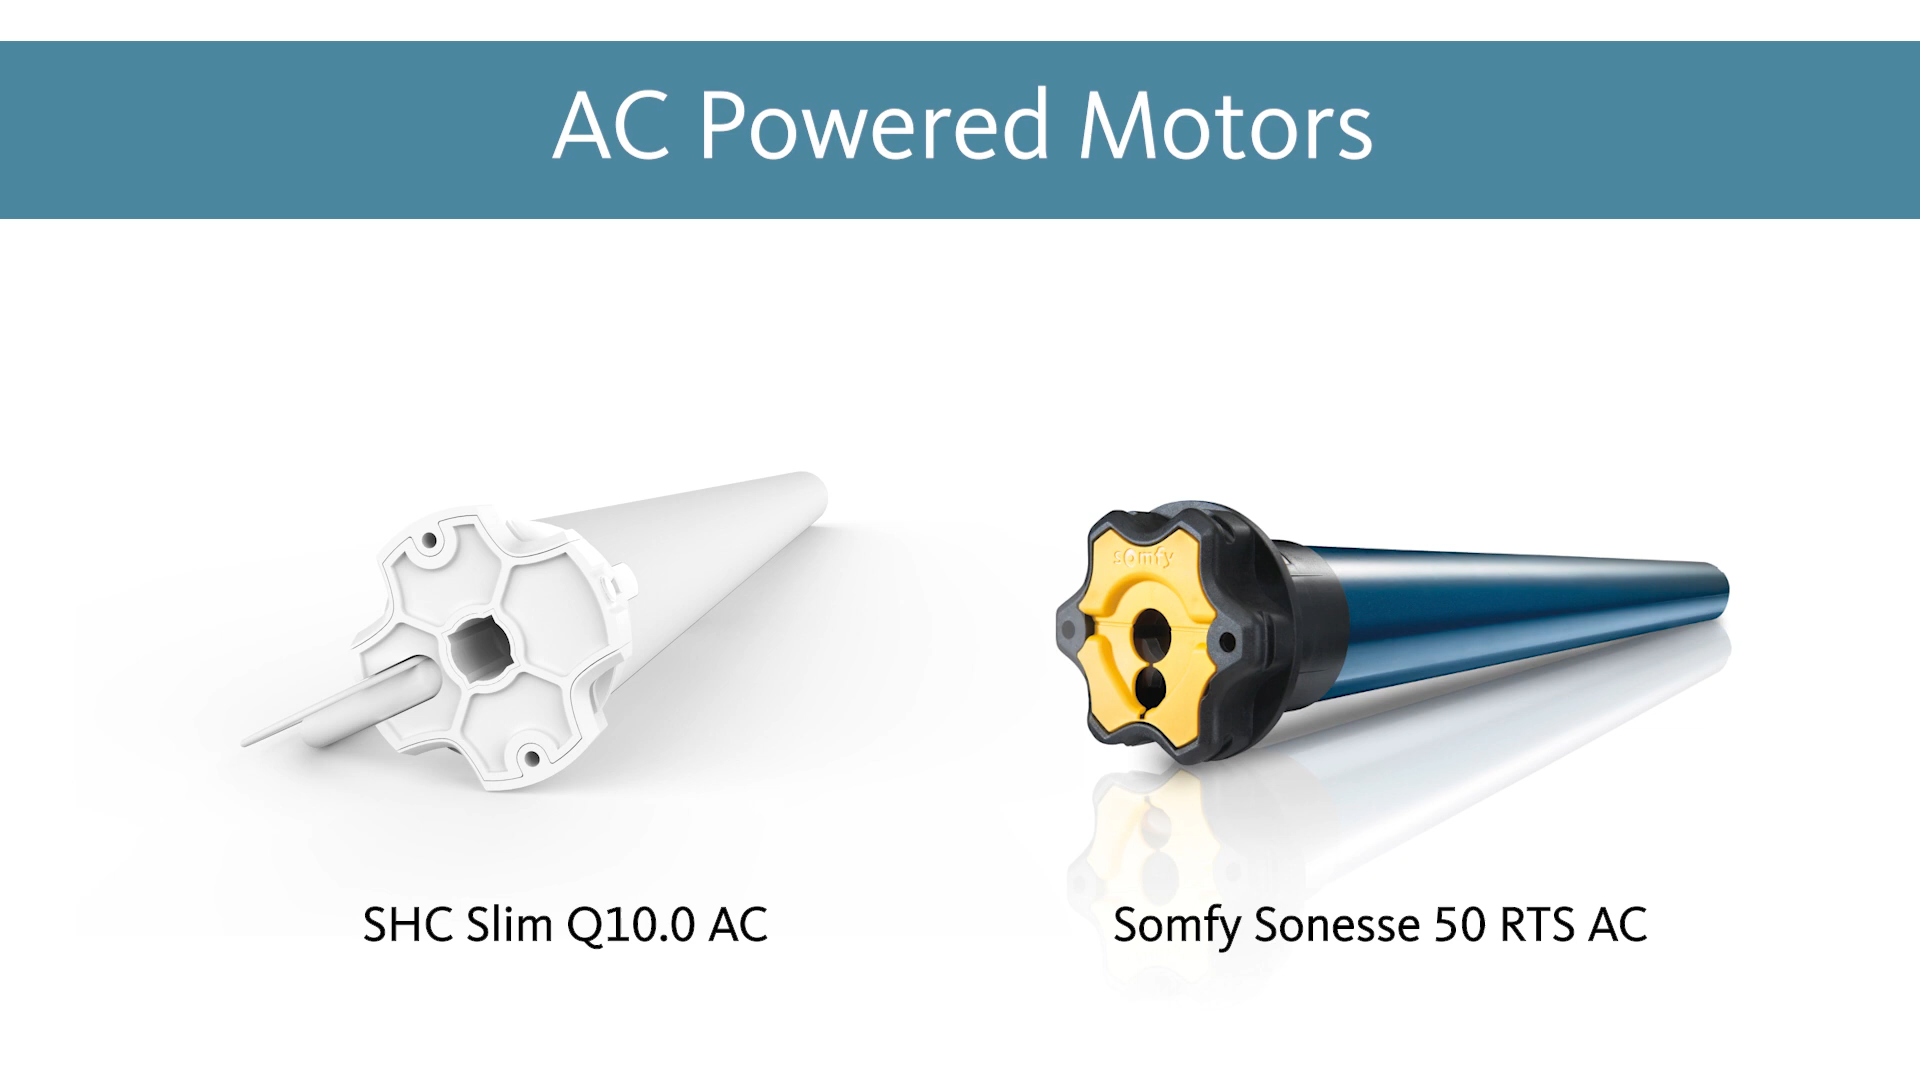 AC Powered Motors
somfy
SHC Slim Q10.0 AC
Somfy Sonesse 50 RTS AC